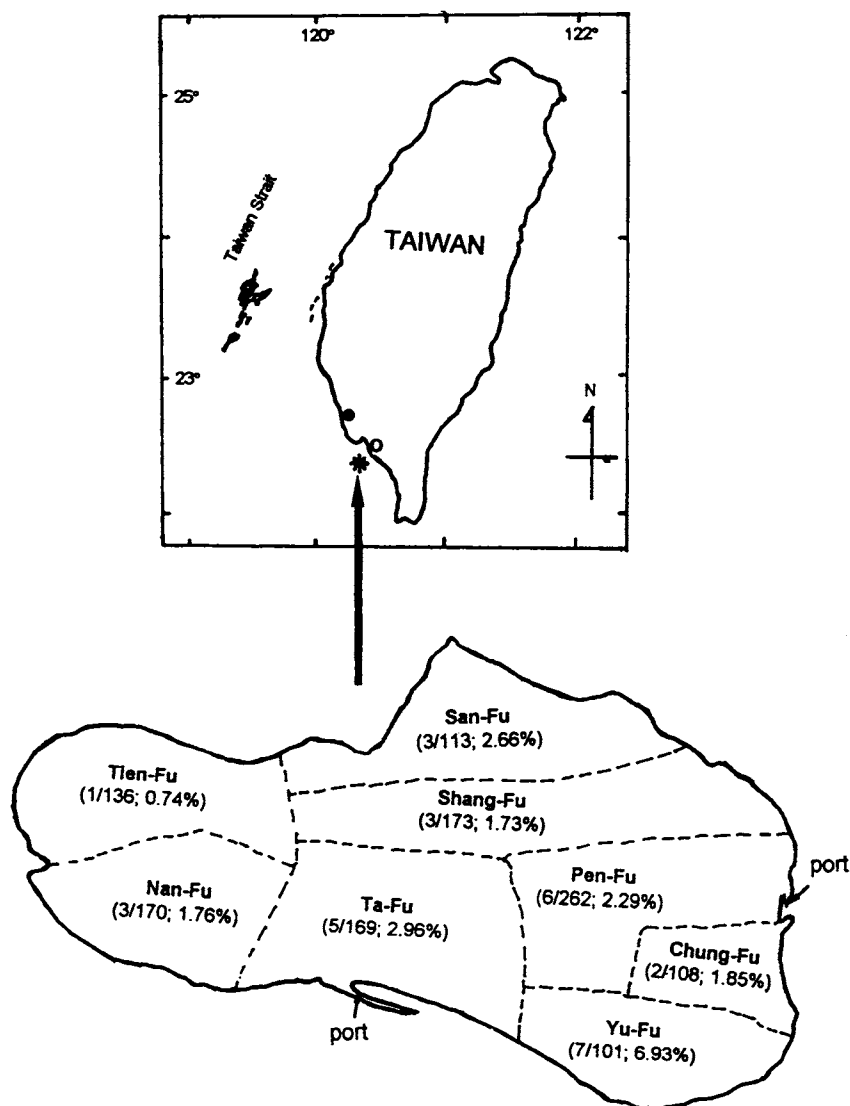 120°
122°
25°
Taiwan Strait
TAIWAN
23°
N
San-Fu
(3/113; 2.66%)
Tien-Fu
(1/136; 0.74%)
Shang-Fu
(3/173; 1.73%)
Pen-Fu
(6/262; 2.29%)
port
Nan-Fu
(3/170; 1.76%)
Ta-Fu
(5/169; 2.96%)
Chung-Fu
(2/108; 1.85%)
port
Yu-Fu
(7/101; 6.93%)